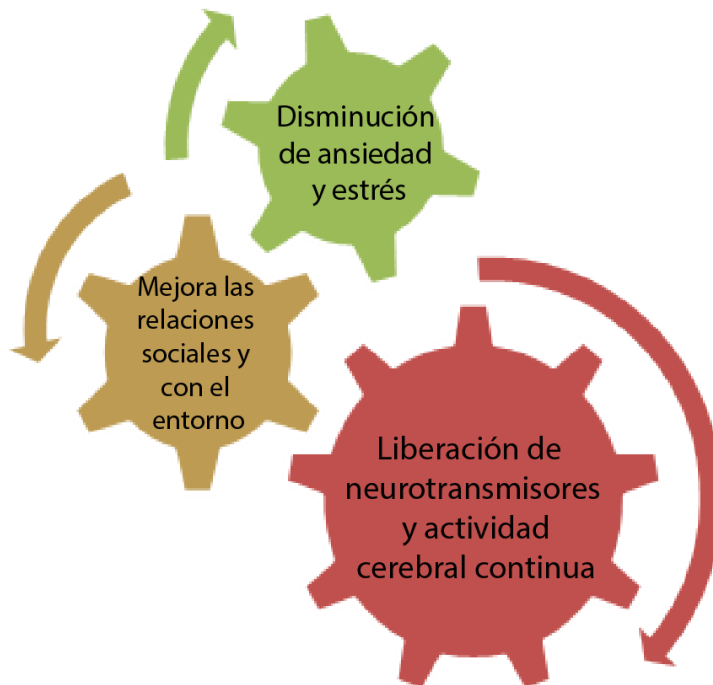 Disminución
de ansiedad
y estrés
Mejora las
relaciones
sociales y
con el
entorno
Liberación de
neurotransmisores
y actividad
cerebral continua